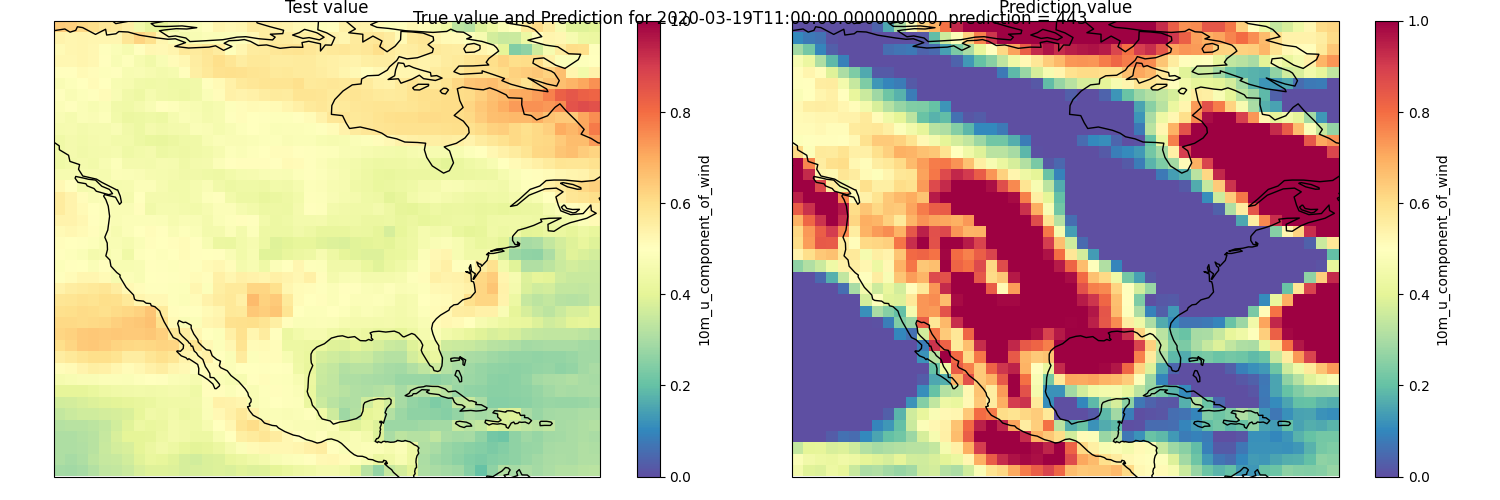 Test value
Prediction value
True value and Prediction for 2020-03-19T11:00:00.000000000, prediction = 443
1.0
0.8
0.6
0.4
0.2
0.0
10m_u_component_of_wind
1.0
0.8
0.6
0.4
0.2
0.0
10m_u_component_of_wind